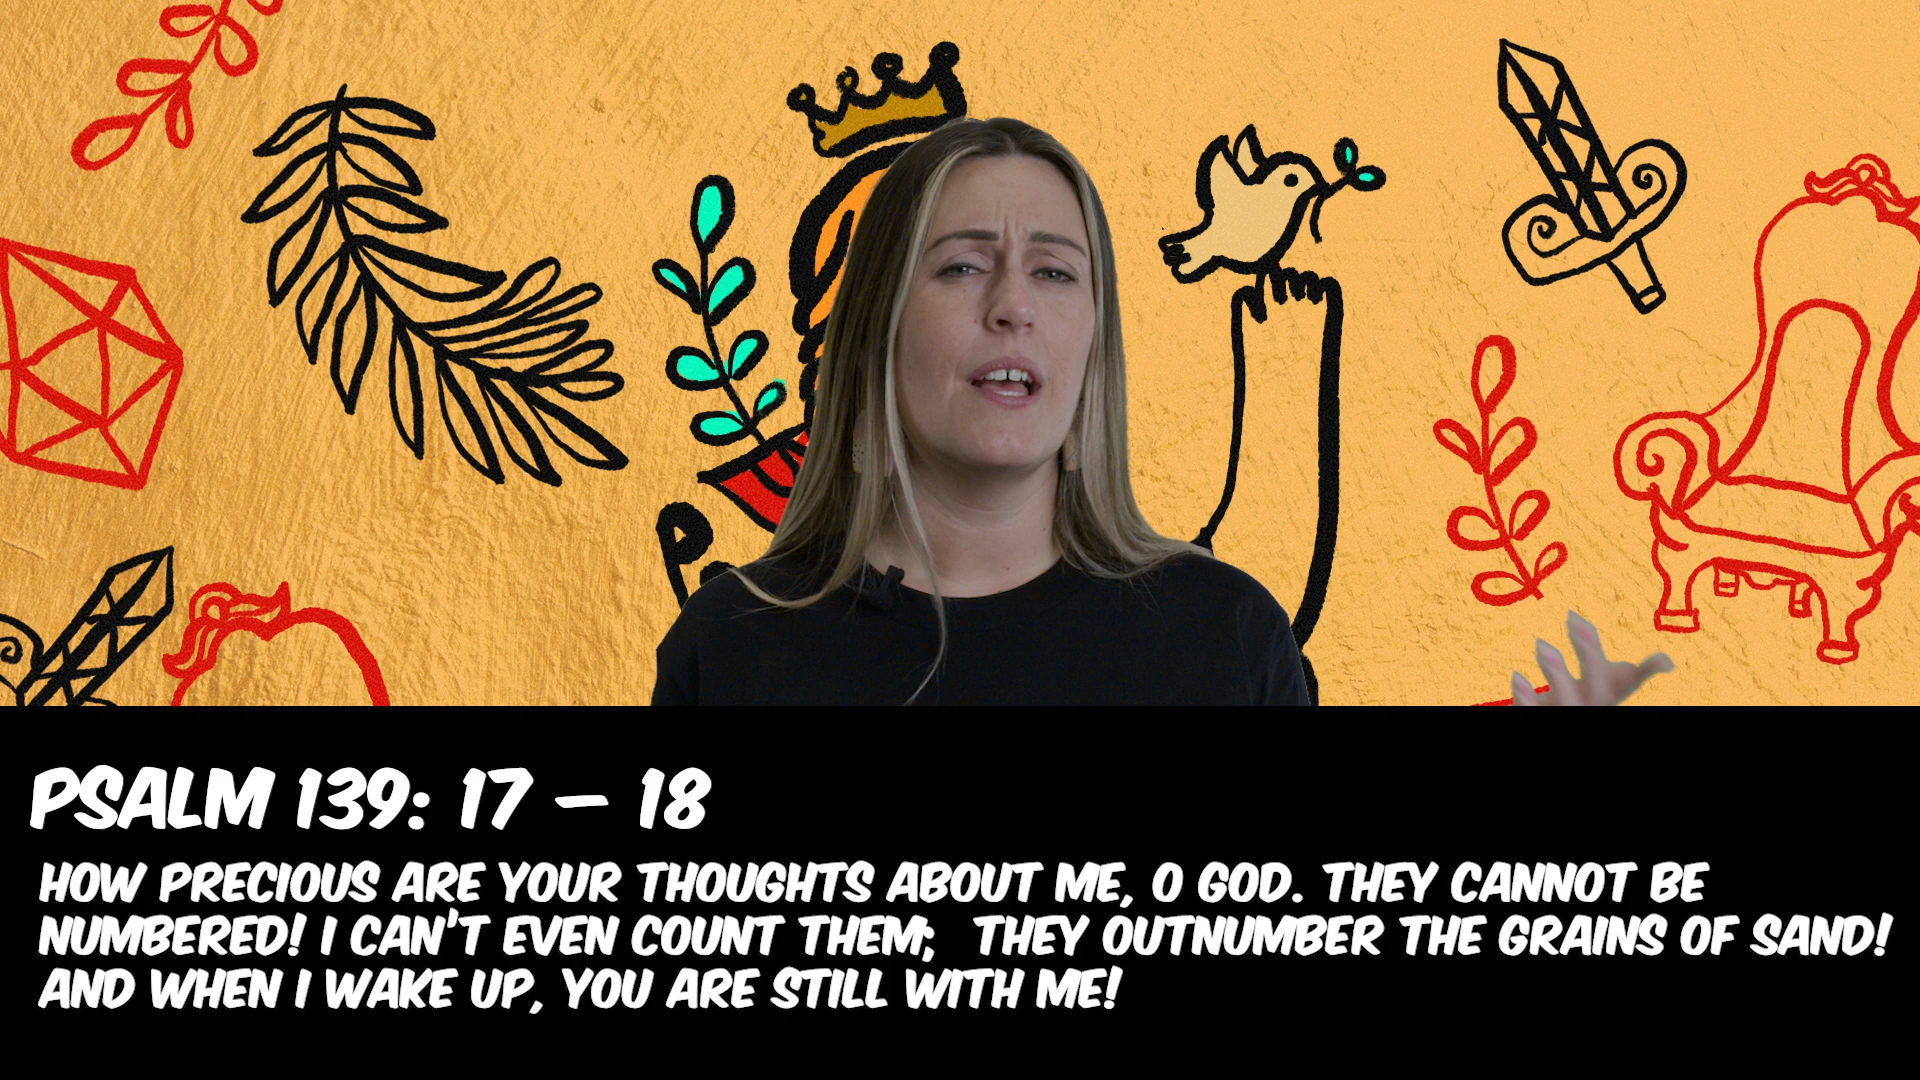 PSALM 139: 17 – 18
HOW PRECIOUS ARE YOUR THOUGHTS ABOUT ME, O GOD. THEY CANNOT BE
NUMBERED! I CAN'T EVEN COUNT THEM;  THEY OUTNUMBER THE GRAINS OF SAND!
AND WHEN I WAKE UP, YOU ARE STILL WITH ME!